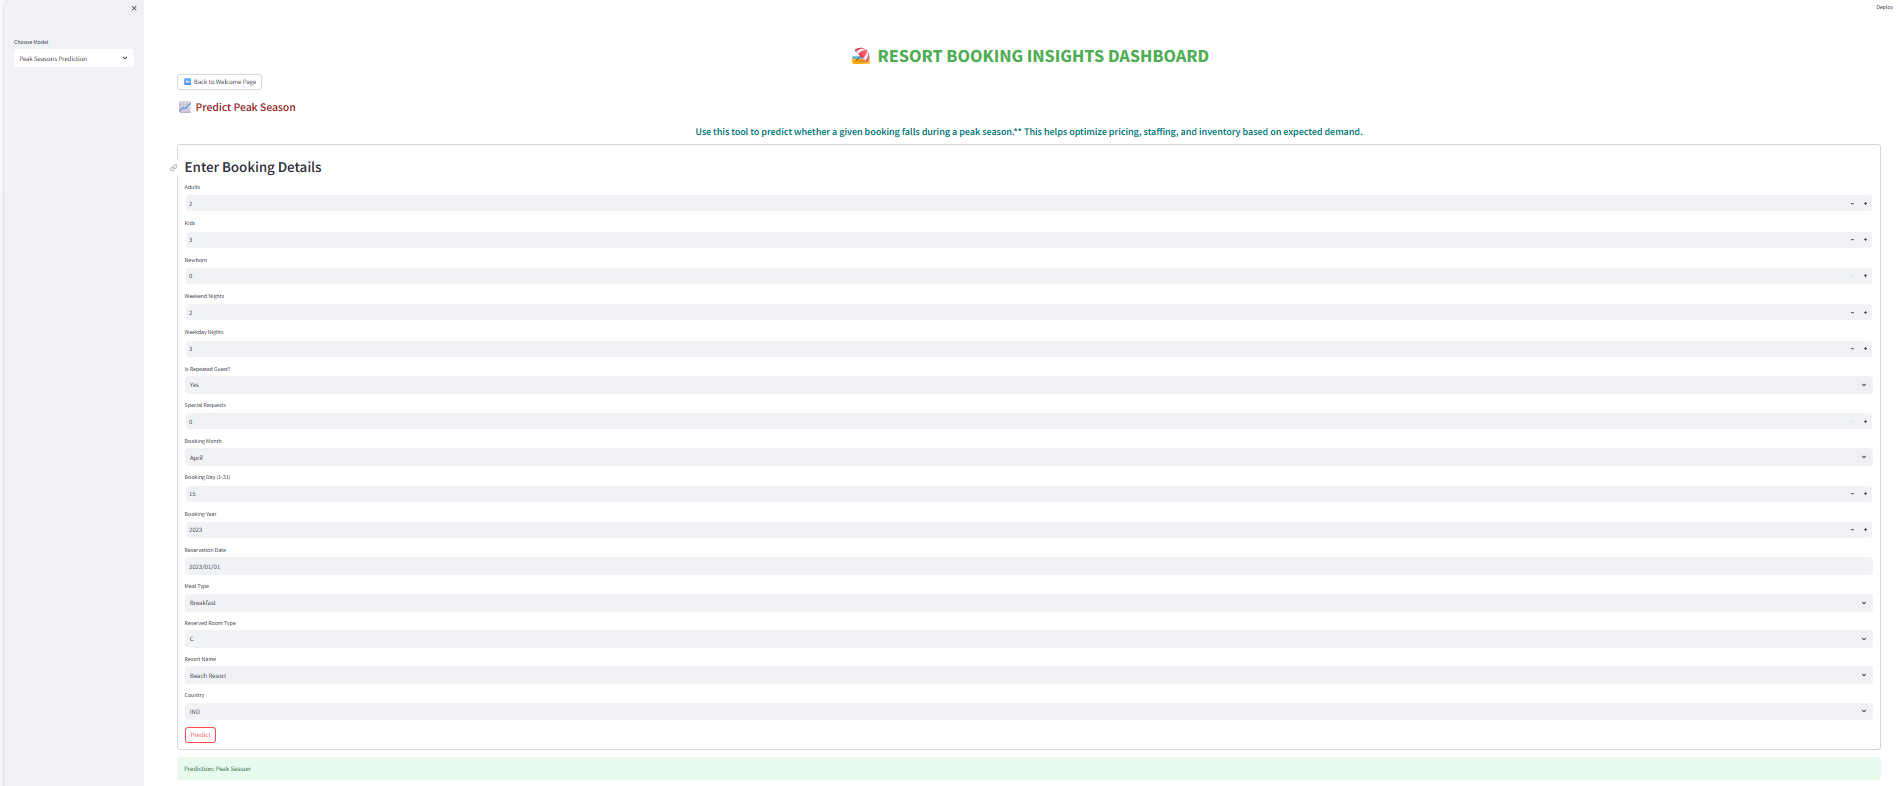 Deploy
Choose Model
Peak Seasons Prediction
RESORT BOOKING INSIGHTS DASHBOARD
Back to Welcome Page
Predict Peak Season
Use this tool to predict whether a given booking falls during a peak season.** This helps optimize pricing, staffing, and inventory based on expected demand.
Enter Booking Details
Adults
2
Kids
3
Newborn
0
Weekend Nights
2
Weekday Nights
3
Is Repeated Guest?
Yes
Special Requests
0
Booking Month
April
Booking Day (1-31)
15
Booking Year
2023
Reservation Date
2023/01/01
Meal Type
Breakfast
Reserved Room Type
C
Resort Name
Beach Resort
Country
IND
Predict
Prediction: Peak Season